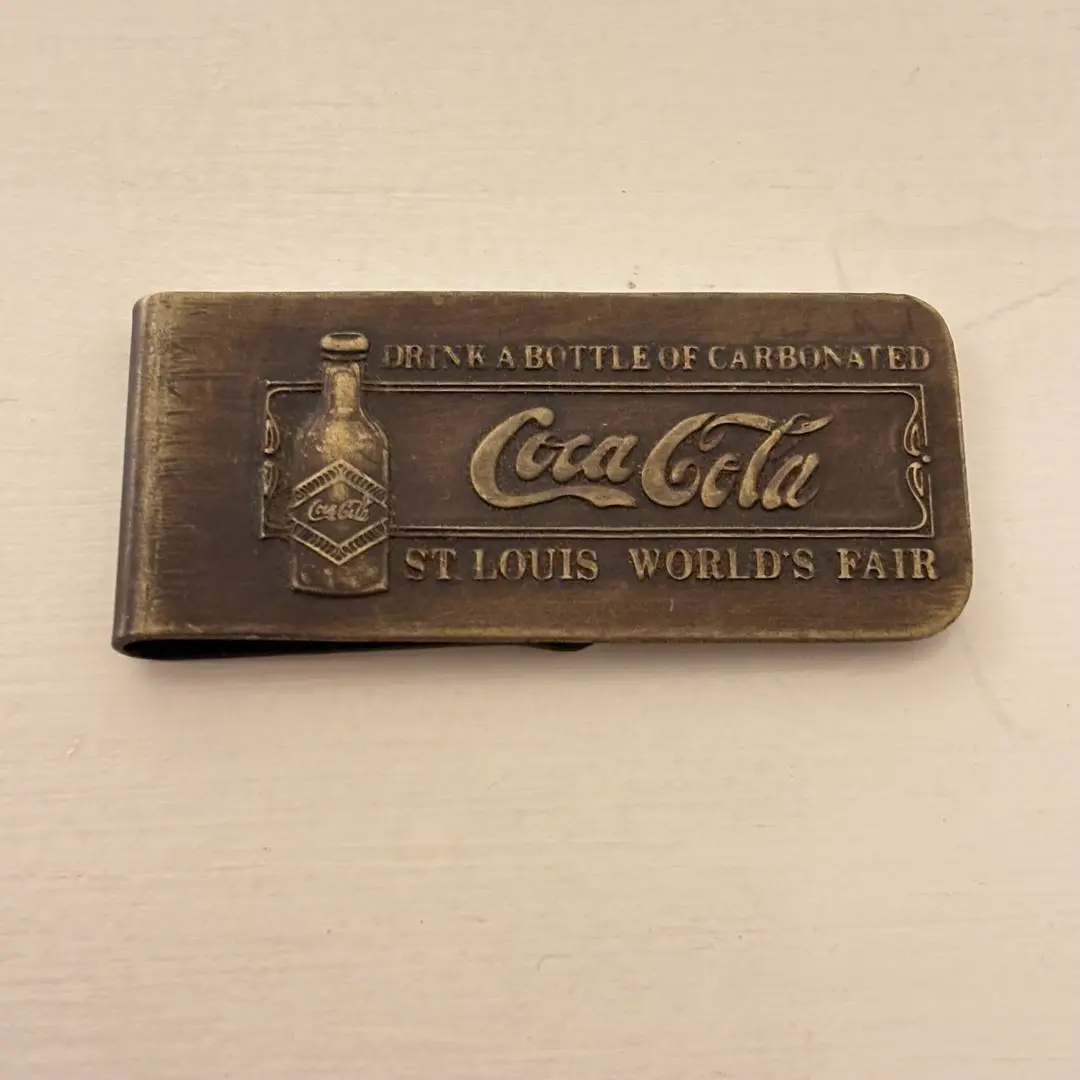 DRINK A BOTTLE OF CARBONATED
Coca Cola
Coca Cola
ST LOUIS WORLD'S FAIR